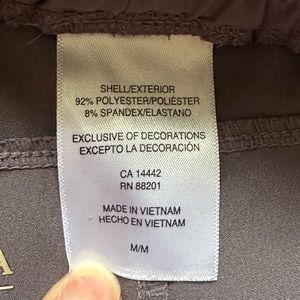 SHELL/EXTERIOR
92% POLYESTER/POLIÉSTER
8% SPANDEX/ELASTANO
EXCLUSIVE OF DECORATIONS
EXCEPTO LA DECORACIÓN
CA 14442
RN 88201
MADE IN VIETNAM
HECHO EN VIETNAM
M/M
A